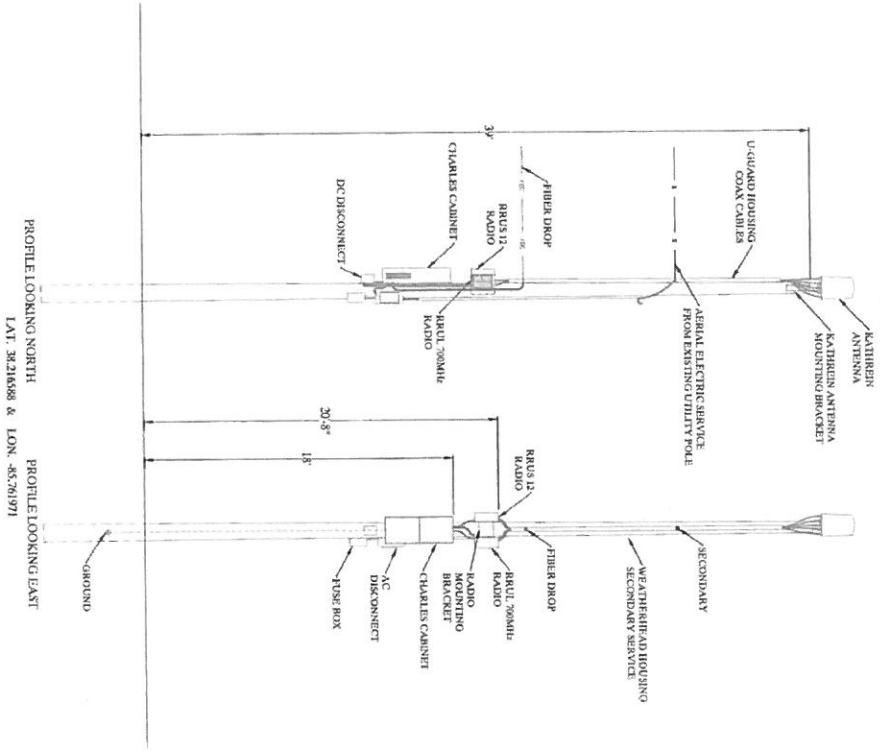 39'
U-GUARD HOUSING
COAX CABLES
FIBER DROP
RRUS 12
RADIO
CHARLES CABINET
DC DISCONNECT
KATHREIN
ANTENNA
KATHREIN ANTENNA
MOUNTING BRACKET
AERIAL ELECTRIC SERVICE
FROM EXISTING UTILITY POLE
RRUL 700MHz
RADIO
PROFILE LOOKING NORTH
20'-8"
18'
RRUS 12
RADIO
SECONDARY
WEATHERHEAD HOUSING
SECONDARY SERVICE
FIBER DROP
RRUL 700MHz
RADIO
RADIO
MOUNTING
BRACKET
CHARLES CABINET
AC
DISCONNECT
FUSE BOX
GROUND
PROFILE LOOKING EAST
LAT. 38.216588 & LON. -85.761971